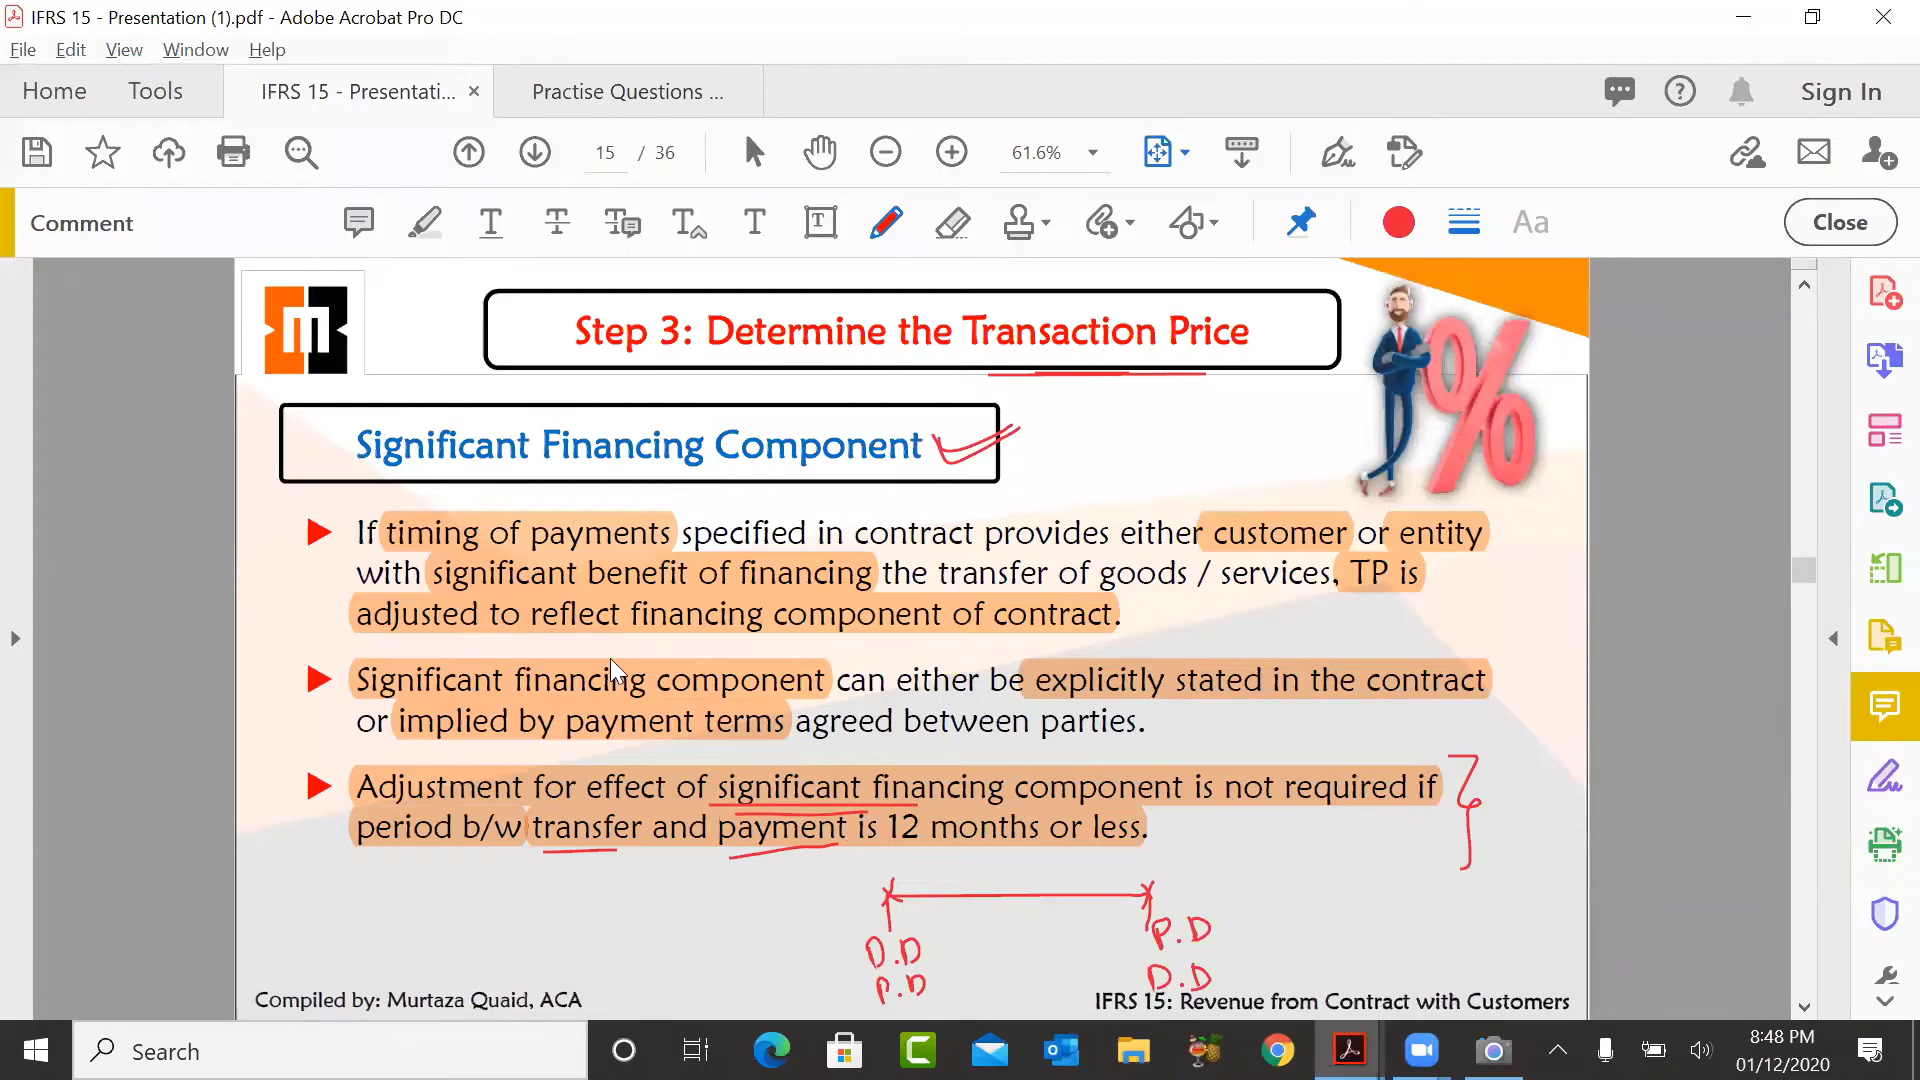 IFRS 15 - Presentation (1).pdf - Adobe Acrobat Pro DC
File Edit View Window Help
Home Tools IFRS 15 - Presentati... × Practise Questions ... Sign In
15 / 36 61.6%
Comment Aa Close
m
Step 3: Determine the Transaction Price
%
Significant Financing Component
If timing of payments specified in contract provides either customer or entity
with significant benefit of financing the transfer of goods / services, TP is
adjusted to reflect financing component of contract.
Significant financing component can either be explicitly stated in the contract
or implied by payment terms agreed between parties.
Adjustment for effect of significant financing component is not required if
period b/w transfer and payment is 12 months or less.
D.D P.D
P.D D.D
Compiled by: Murtaza Quaid, ACA IFRS 15: Revenue from Contract with Customers
Search
8:48 PM
01/12/2020